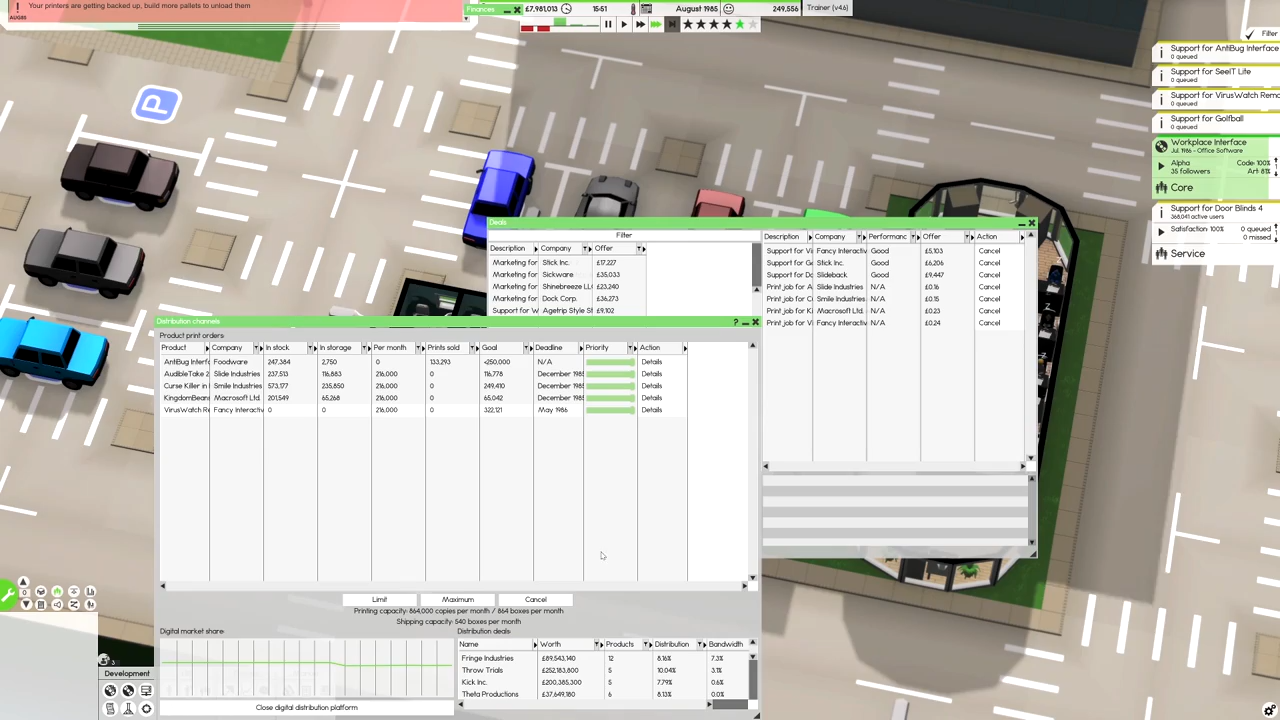 Your printers are getting backed up, build more pallets to unload them
AUG85
Finances
£7,981,013
15:51
August 1985
249,556
Trainer (v4.6)
Filter
Support for AntiBug Interface
0 queued
Support for SeeIT Lite
0 queued
Support for VirusWatch Remo
0 queued
Support for Golfball
0 queued
Workplace Interface
Jul. 1986 - Office Software
Alpha
35 followers
Code: 100%
Art: 81%
1
Core
Support for Door Blinds 4
368,041 active users
Satisfaction 100%
0 queued
0 missed
1
Service
P
Deals
Filter
Description Company Offer
Marketing for Stick Inc. £17,227
Marketing for Sickware £35,033
Marketing for Shinebreeze LL £23,240
Marketing for Dock Corp. £36,273
Support for W Agetrip Style S £9,102
Description Company Performanc Offer Action
Support for Vi Fancy Interactiv Good £5,103 Cancel
Support for Go Stick Inc. Good £6,206 Cancel
Support for Do Slideback Good £9,447 Cancel
Print job for A Slide Industries N/A £0.16 Cancel
Print job for C Smile Industries N/A £0.15 Cancel
Print job for Ki Macrosoft Ltd. N/A £0.23 Cancel
Print job for Vi Fancy Interactiv N/A £0.24 Cancel
Distribution channels
?
Product print orders:
Product Company In stock In storage Per month Prints sold Goal Deadline Priority Action
AntiBug Interfa Foodware 247,384 2,750 0 133,293 <250,000 N/A Details
AudibleTake 2 Slide Industries 237,513 116,883 216,000 0 116,778 December 1985 Details
Curse Killer in Smile Industries 573,177 235,850 216,000 0 249,410 December 1985 Details
KingdomBean Macrosoft Ltd. 201,549 65,268 216,000 0 65,042 December 1985 Details
VirusWatch Re Fancy Interactiv 0 0 216,000 0 322,121 May 1986 Details
Limit Maximum Cancel
Printing capacity: 864,000 copies per month / 864 boxes per month
Shipping capacity: 540 boxes per month
Digital market share:
Close digital distribution platform
Distribution deals:
Name Worth Products Distribution Bandwidth
Fringe Industries £89,543,140 12 8.16% 7.3%
Throw Trials £252,183,800 5 10.04% 3.1%
Kick Inc. £200,385,300 5 7.79% 0.6%
Theta Productions £37,649,180 6 8.13% 0.0%
0
3
Development